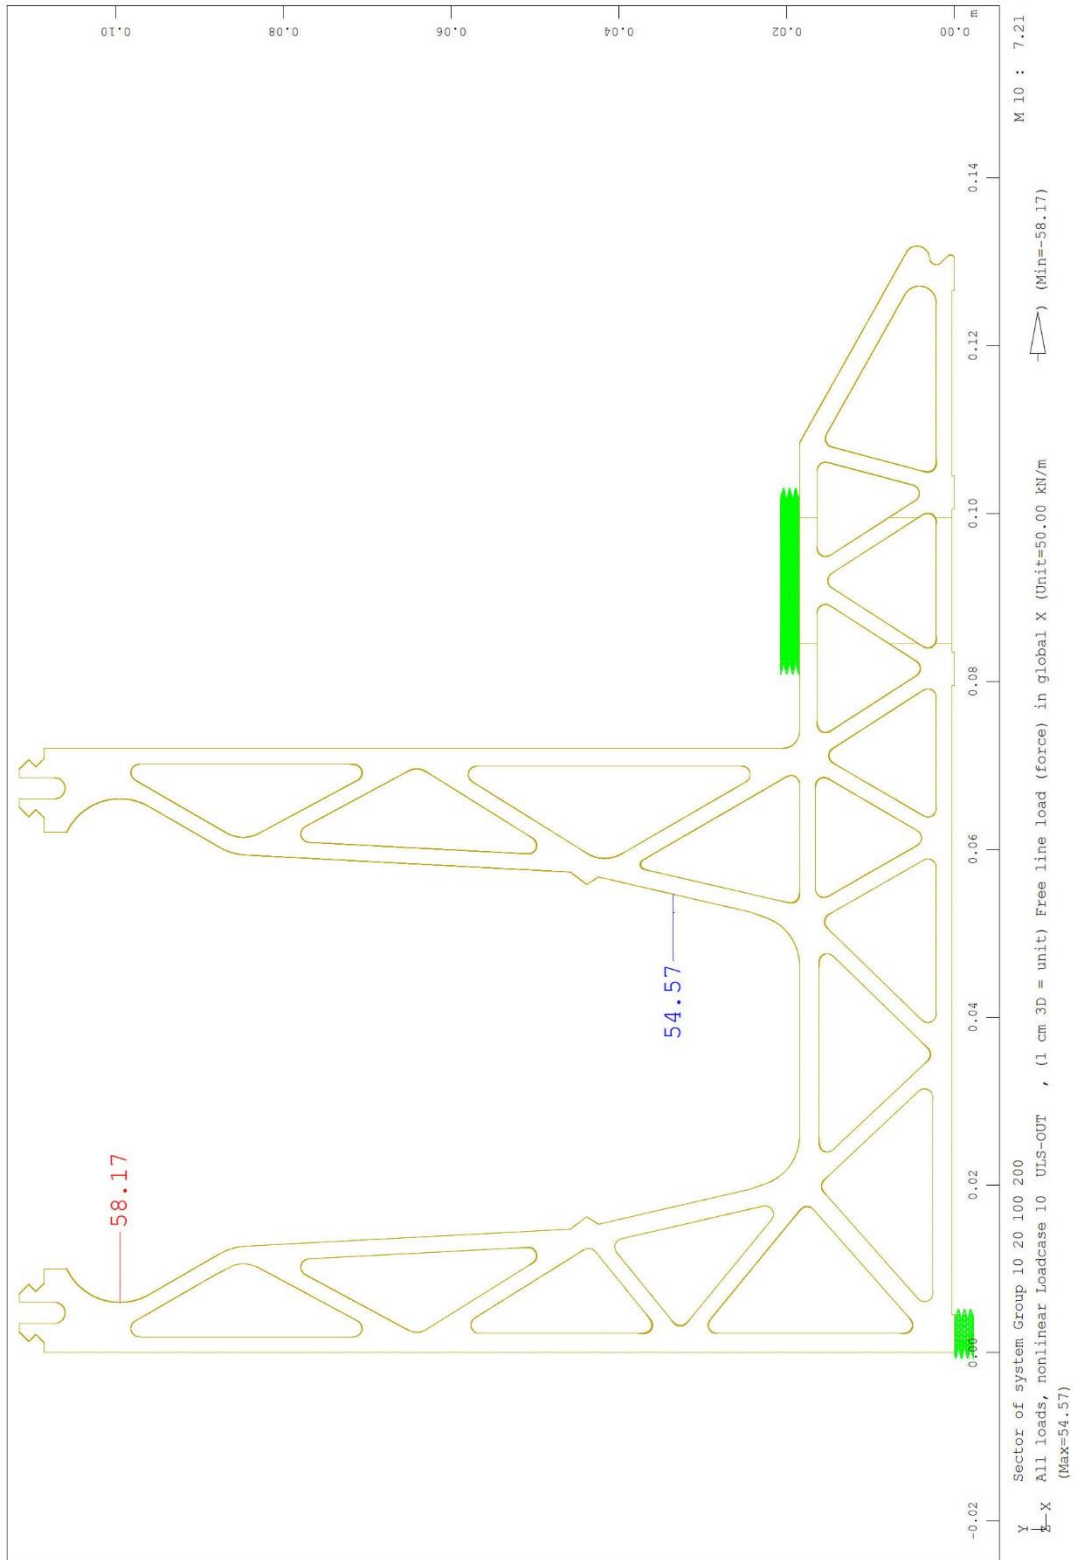 58.17
54.57
0.10
0.08
0.06
0.04
0.02
0.00
m
-0.02
0.00
0.02
0.04
0.06
0.08
0.10
0.12
0.14
Y
Z X
Sector of system Group 10 20 100 200
M 10 : 7.21
All loads, nonlinear Loadcase 10 ULS-OUT , (1 cm 3D = unit) Free line load (force) in global X (Unit=50.00 kN/m ) (Min=-58.17)
(Max=54.57)